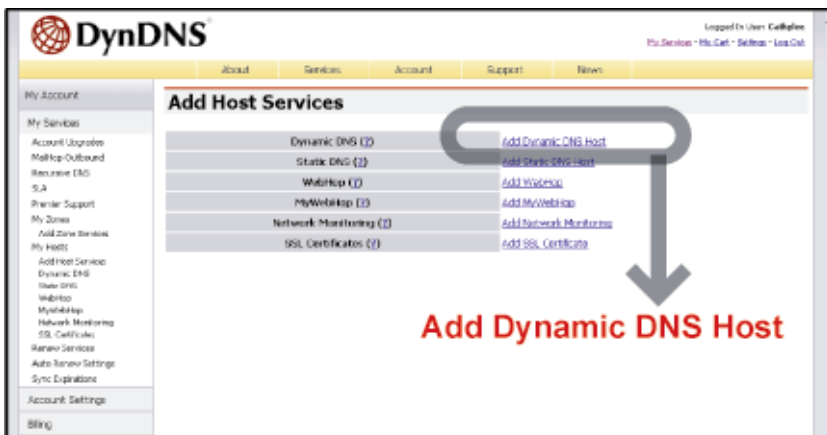 DynDNS
Logged In User: Cathplee
My Services - My Cart - Settings - Log Out
About Services Account Support News
My Account
My Services
Account Upgrades
MailHop Outbound
Recursive DNS
SLA
Premier Support
My Zones
Add Zone Services
My Hosts
Add Host Services
Dynamic DNS
Static DNS
WebHop
MyWebHop
Network Monitoring
SSL Certificates
Renew Services
Auto Renew Settings
Sync Expirations
Account Settings
Billing
Add Host Services
Dynamic DNS (?) Add Dynamic DNS Host
Static DNS (?) Add Static DNS Host
WebHop (?) Add WebHop
MyWebHop (?) Add MyWebHop
Network Monitoring (?) Add Network Monitoring
SSL Certificates (?) Add SSL Certificate
Add Dynamic DNS Host